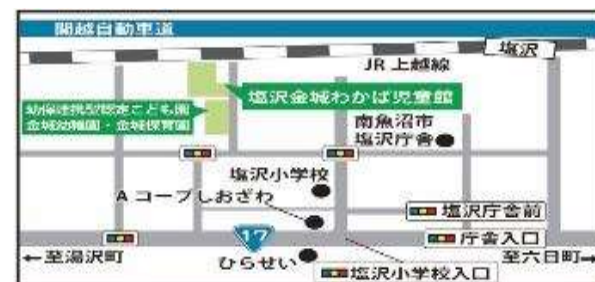 関越自動車道
塩沢
JR 上越線
塩沢金城わかば児童館
幼保連携型認定こども園
金城幼稚園・金城保育園
南魚沼市
塩沢庁舎
塩沢小学校
A コープしおざわ
塩沢庁舎前
17
庁舎入口
←至湯沢町
ひらせい
塩沢小学校入口
至六日町→